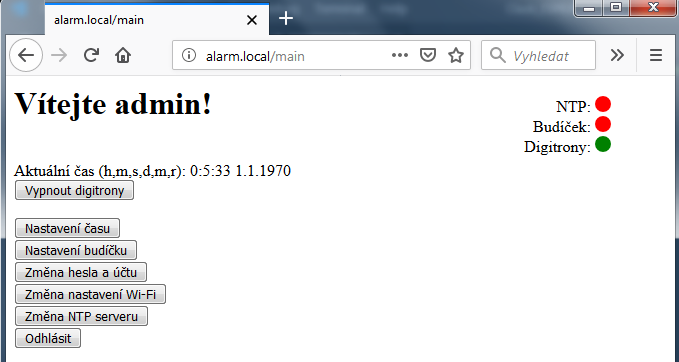 alarm.local/main
alarm.local/main
Vyhledat
Vítejte admin!
NTP:
Budíček:
Digitrony:
Aktuální čas (h,m,s,d,m,r): 0:5:33 1.1.1970
Vypnout digitrony
Nastavení času
Nastavení budíčku
Změna hesla a účtu
Změna nastavení Wi-Fi
Změna NTP serveru
Odhlásit